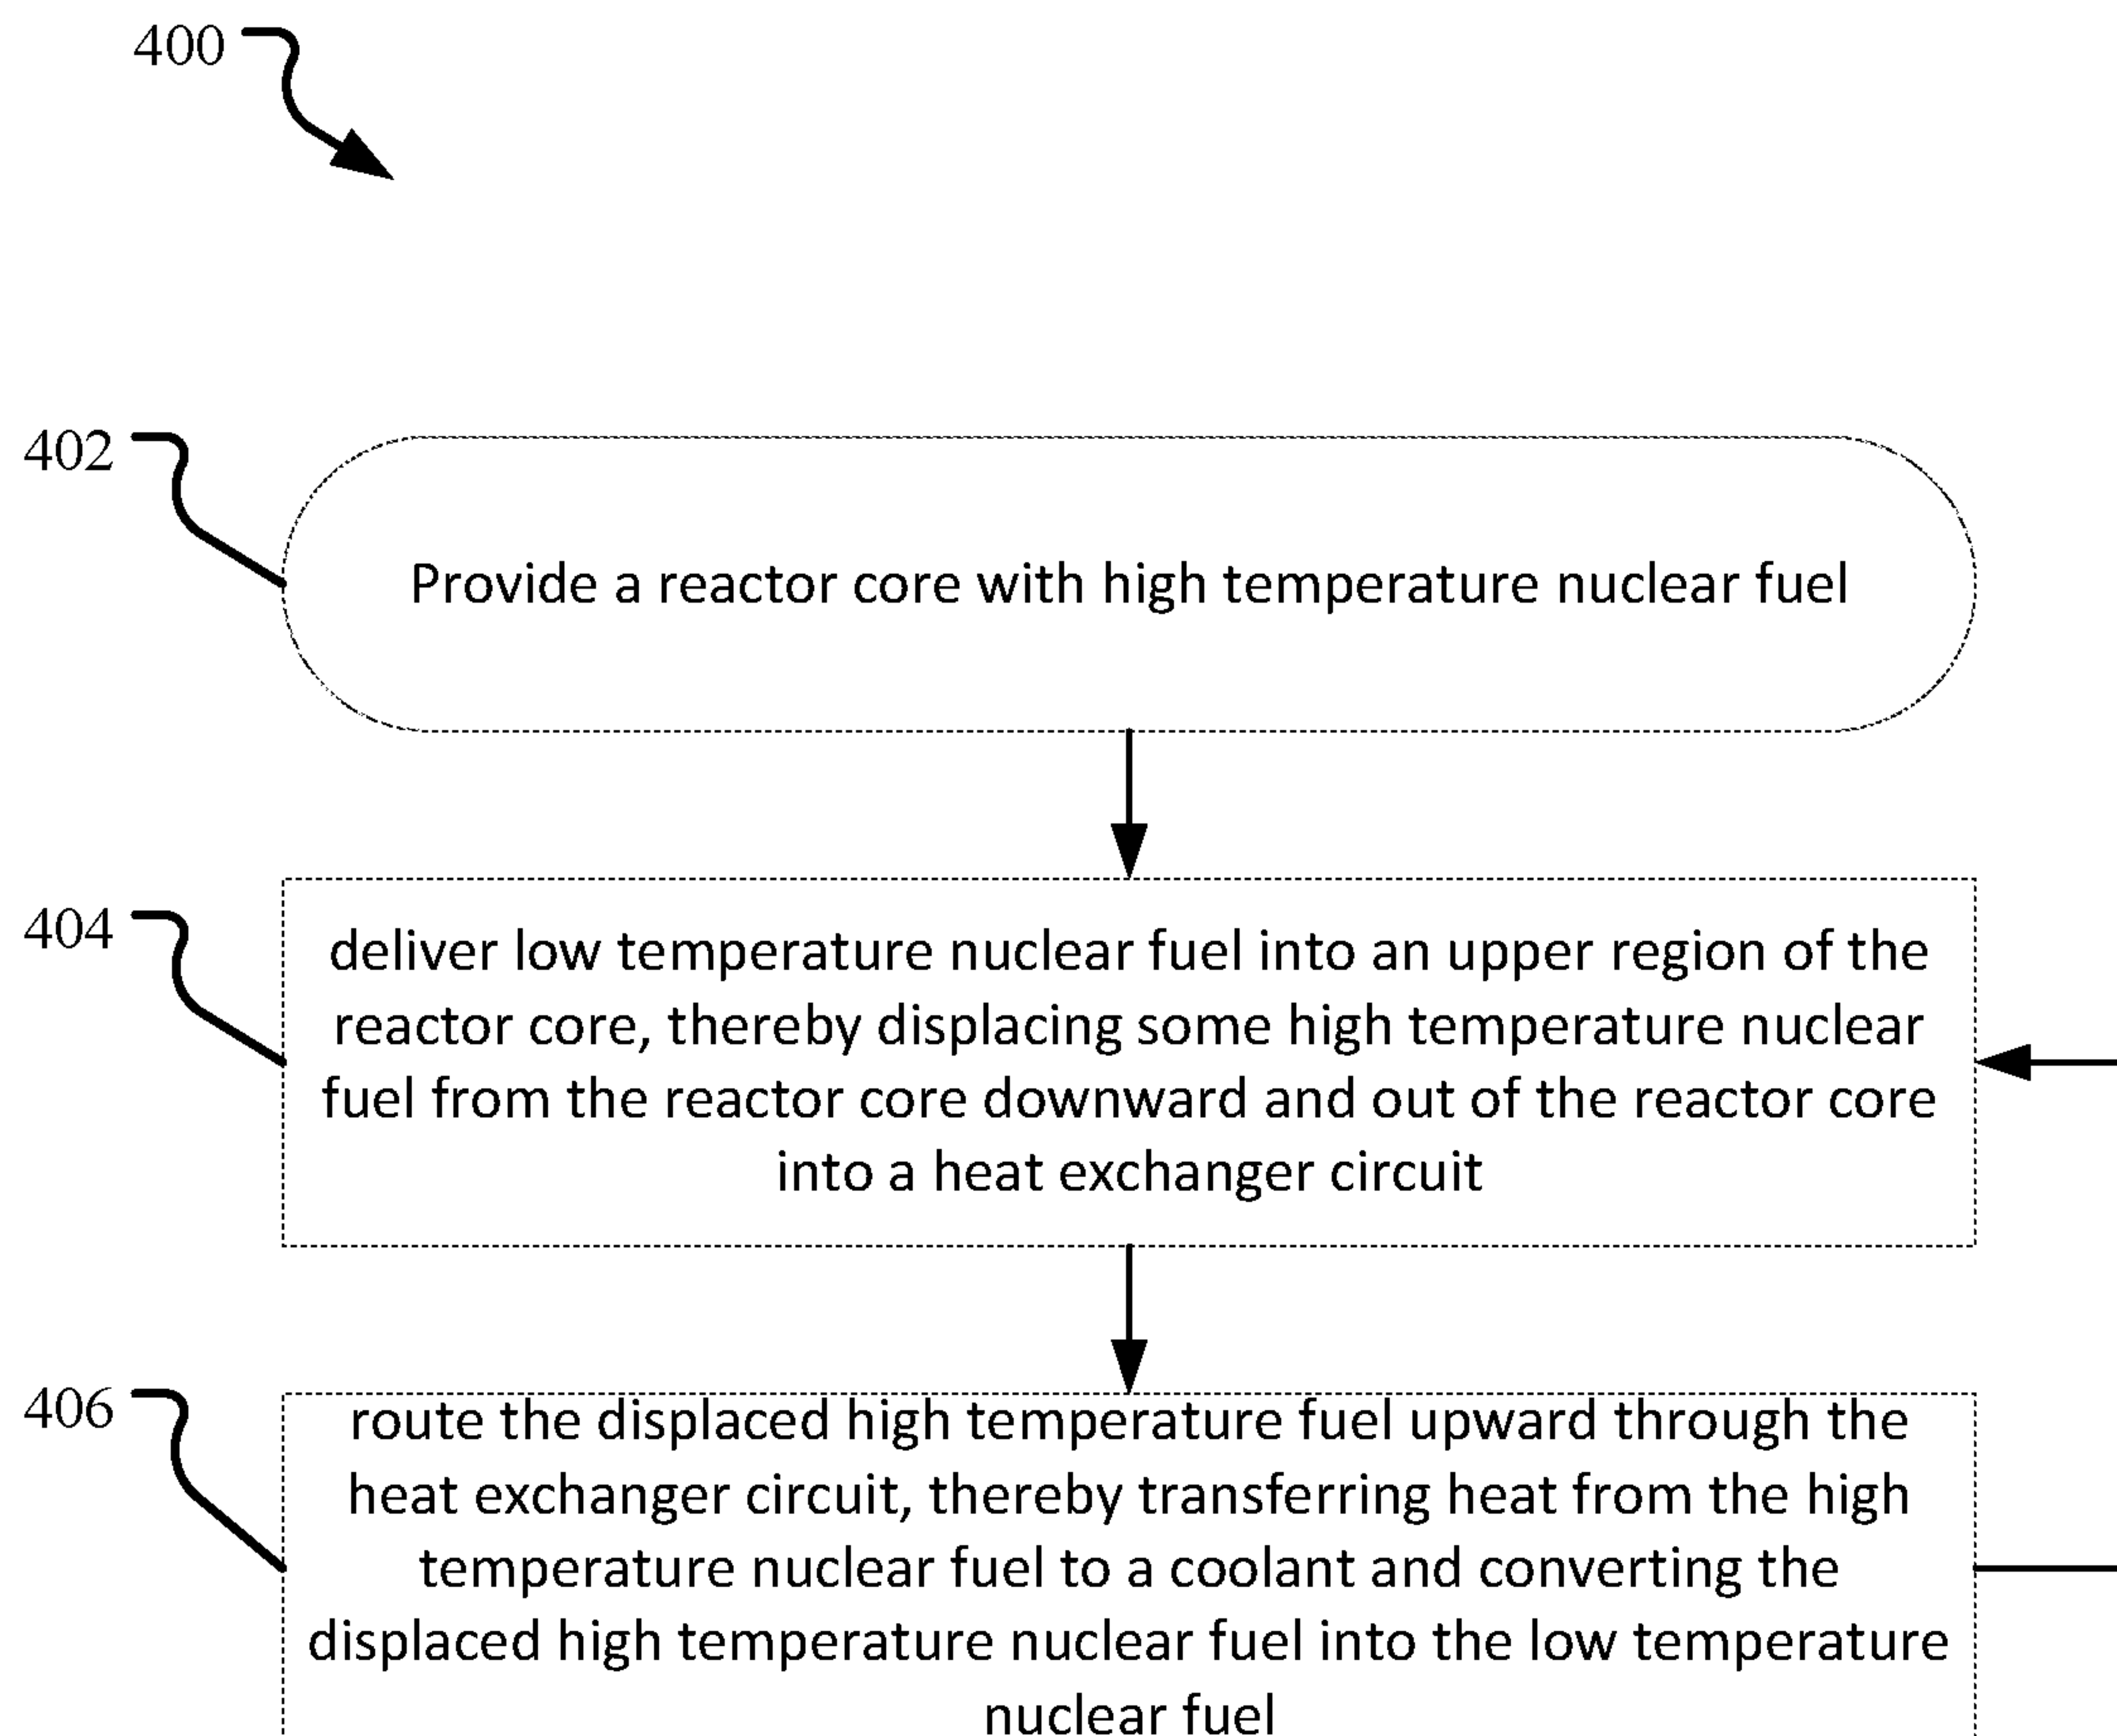 400
402
Provide a reactor core with high temperature nuclear fuel
404
deliver low temperature nuclear fuel into an upper region of the
reactor core, thereby displacing some high temperature nuclear
fuel from the reactor core downward and out of the reactor core
into a heat exchanger circuit
406
route the displaced high temperature fuel upward through the
heat exchanger circuit, thereby transferring heat from the high
temperature nuclear fuel to a coolant and converting the
displaced high temperature nuclear fuel into the low temperature
nuclear fuel